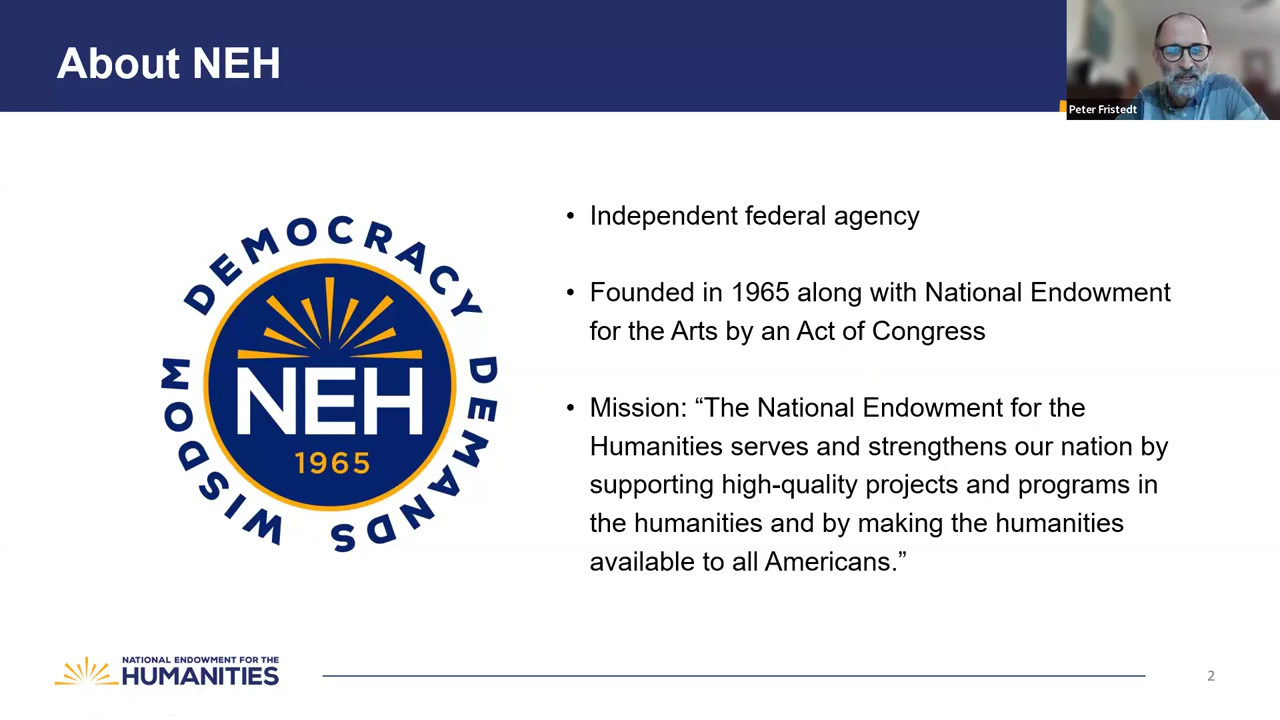 About NEH
Peter Fristedt
DEMOCRACY DEMANDS WISDOM
NEH
1965
• Independent federal agency
• Founded in 1965 along with National Endowment
for the Arts by an Act of Congress
• Mission: “The National Endowment for the
Humanities serves and strengthens our nation by
supporting high-quality projects and programs in
the humanities and by making the humanities
available to all Americans.”
NATIONAL ENDOWMENT FOR THE
HUMANITIES
2